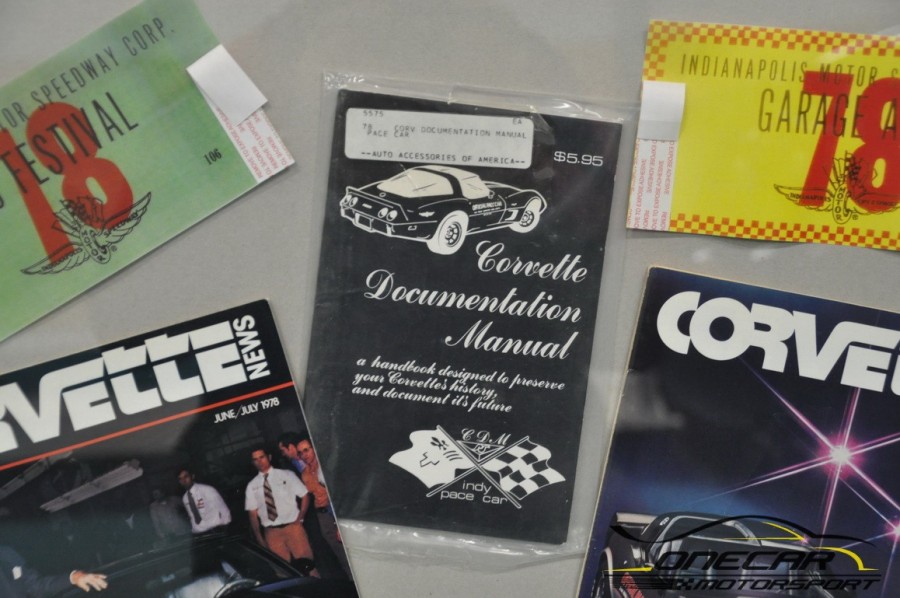 OR SPEEDWAY CORP.
FESTIVAL
78
106
5575 EA
78 CORV DOCUMENTATION MANUAL
PACE CAR
--AUTO ACCESSORIES OF AMERICA--
$5.95
Corvette
Documentation
Manual
a handbook designed to preserve
your Corvette's history,
and document it's future
CDM
indy
pace car
INDIANAPOLIS MOTOR S
78
GARAGE A
RVETTE
NEWS
JUNE/JULY 1978
CORVE
ONECAR
MOTORSPORT